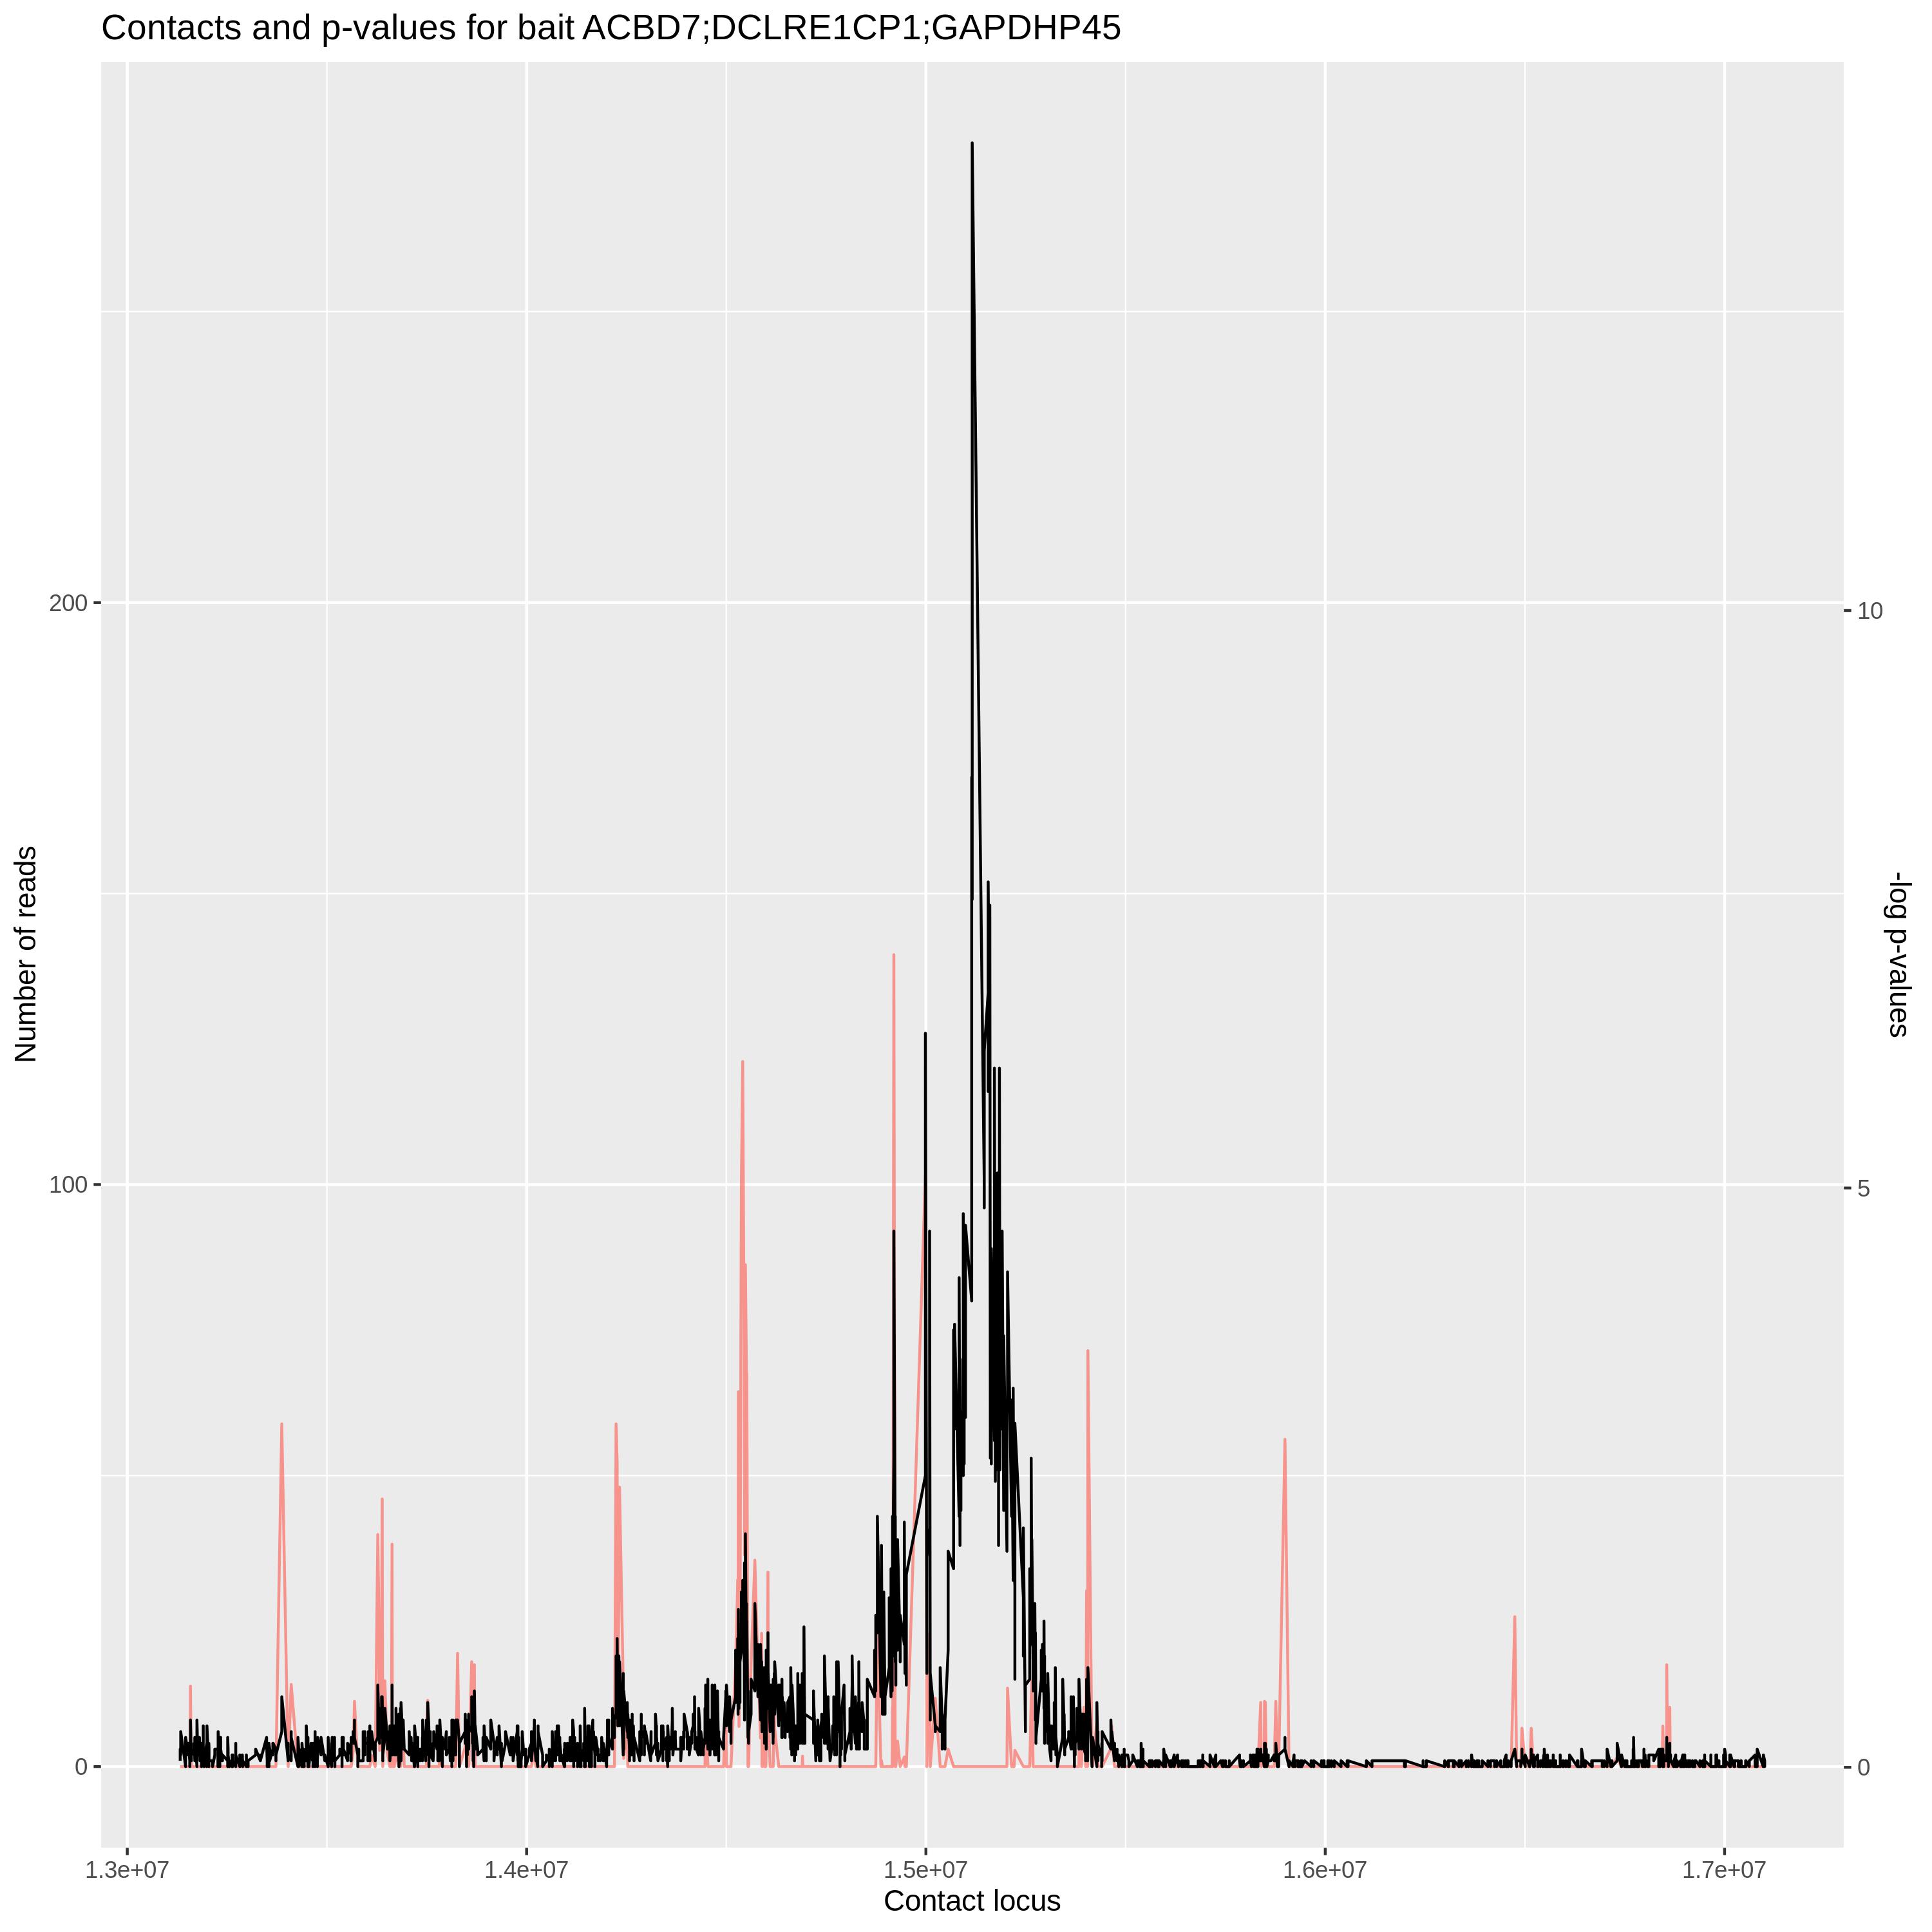 Contacts and p-values for bait ACBD7;DCLRE1CP1;GAPDHP45
Number of reads
200
100
0
10
5
0
-log p-values
1.3e+07 1.4e+07 1.5e+07 1.6e+07 1.7e+07
Contact locus